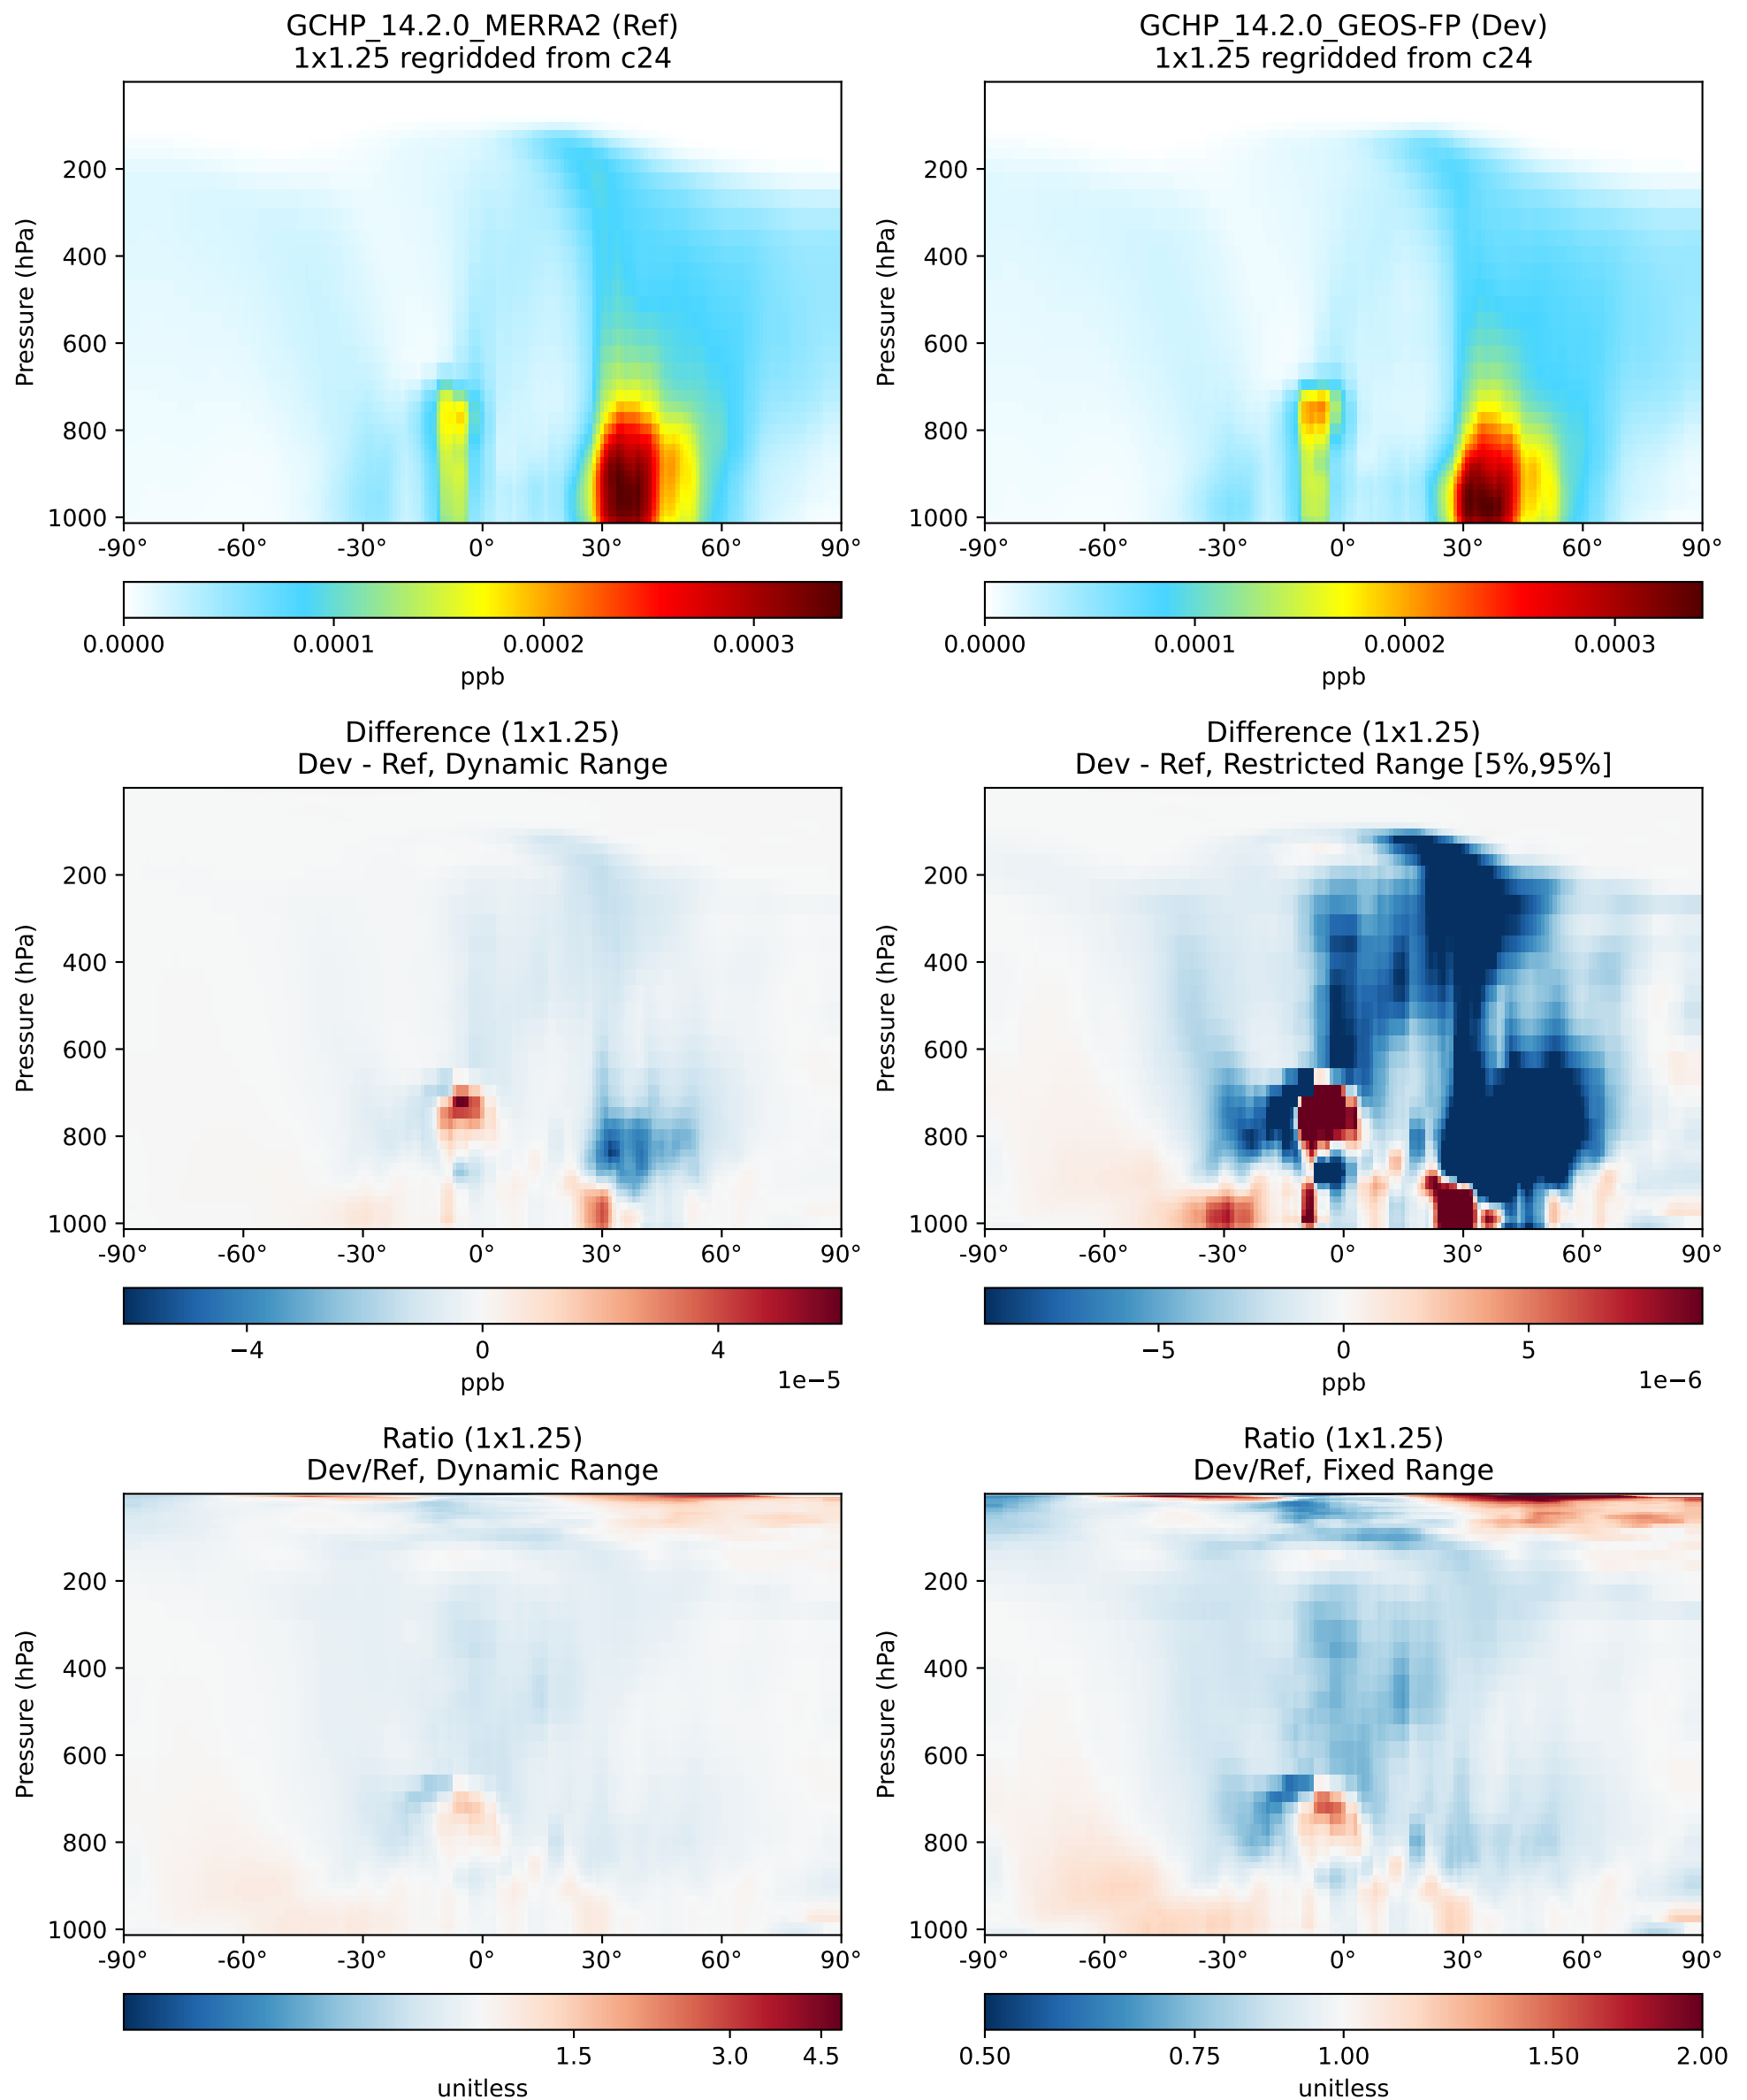 GCHP_14.2.0_MERRA2 (Ref)
1x1.25 regridded from c24
GCHP_14.2.0_GEOS-FP (Dev)
1x1.25 regridded from c24
Pressure (hPa)
200
400
600
800
1000
-90° -60° -30° 0° 30° 60° 90°
0.0000 0.0001 0.0002 0.0003
ppb
Pressure (hPa)
200
400
600
800
1000
-90° -60° -30° 0° 30° 60° 90°
0.0000 0.0001 0.0002 0.0003
ppb
Difference (1x1.25)
Dev - Ref, Dynamic Range
Difference (1x1.25)
Dev - Ref, Restricted Range [5%,95%]
Pressure (hPa)
200
400
600
800
1000
-90° -60° -30° 0° 30° 60° 90°
−4 0 4
ppb 1e−5
Pressure (hPa)
200
400
600
800
1000
-90° -60° -30° 0° 30° 60° 90°
−5 0 5
ppb 1e−6
Ratio (1x1.25)
Dev/Ref, Dynamic Range
Ratio (1x1.25)
Dev/Ref, Fixed Range
Pressure (hPa)
200
400
600
800
1000
-90° -60° -30° 0° 30° 60° 90°
1.5 3.0 4.5
unitless
Pressure (hPa)
200
400
600
800
1000
-90° -60° -30° 0° 30° 60° 90°
0.50 0.75 1.00 1.50 2.00
unitless